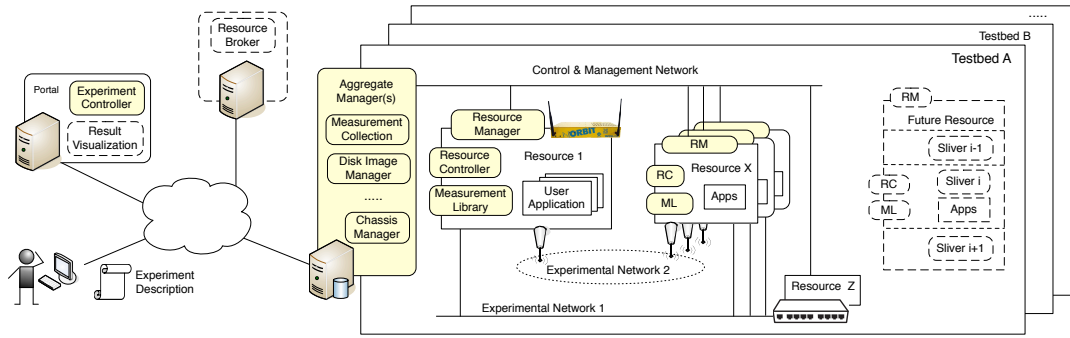 .....
Testbed B
Testbed A
Resource
Broker
Portal
Experiment
Controller
Result
Visualization
Aggregate
Manager(s)
Measurement
Collection
Disk Image
Manager
.....
Chassis
Manager
Control & Management Network
Resource
Manager
ORBIT
Resource 1
Resource
Controller
Measurement
Library
User
Application
RM
Resource X
RC
ML
Apps
RM
Future Resource
Sliver i-1
RC
Sliver i
ML
Apps
Sliver i+1
Experimental Network 2
Experimental Network 1
Resource Z
Experiment
Description